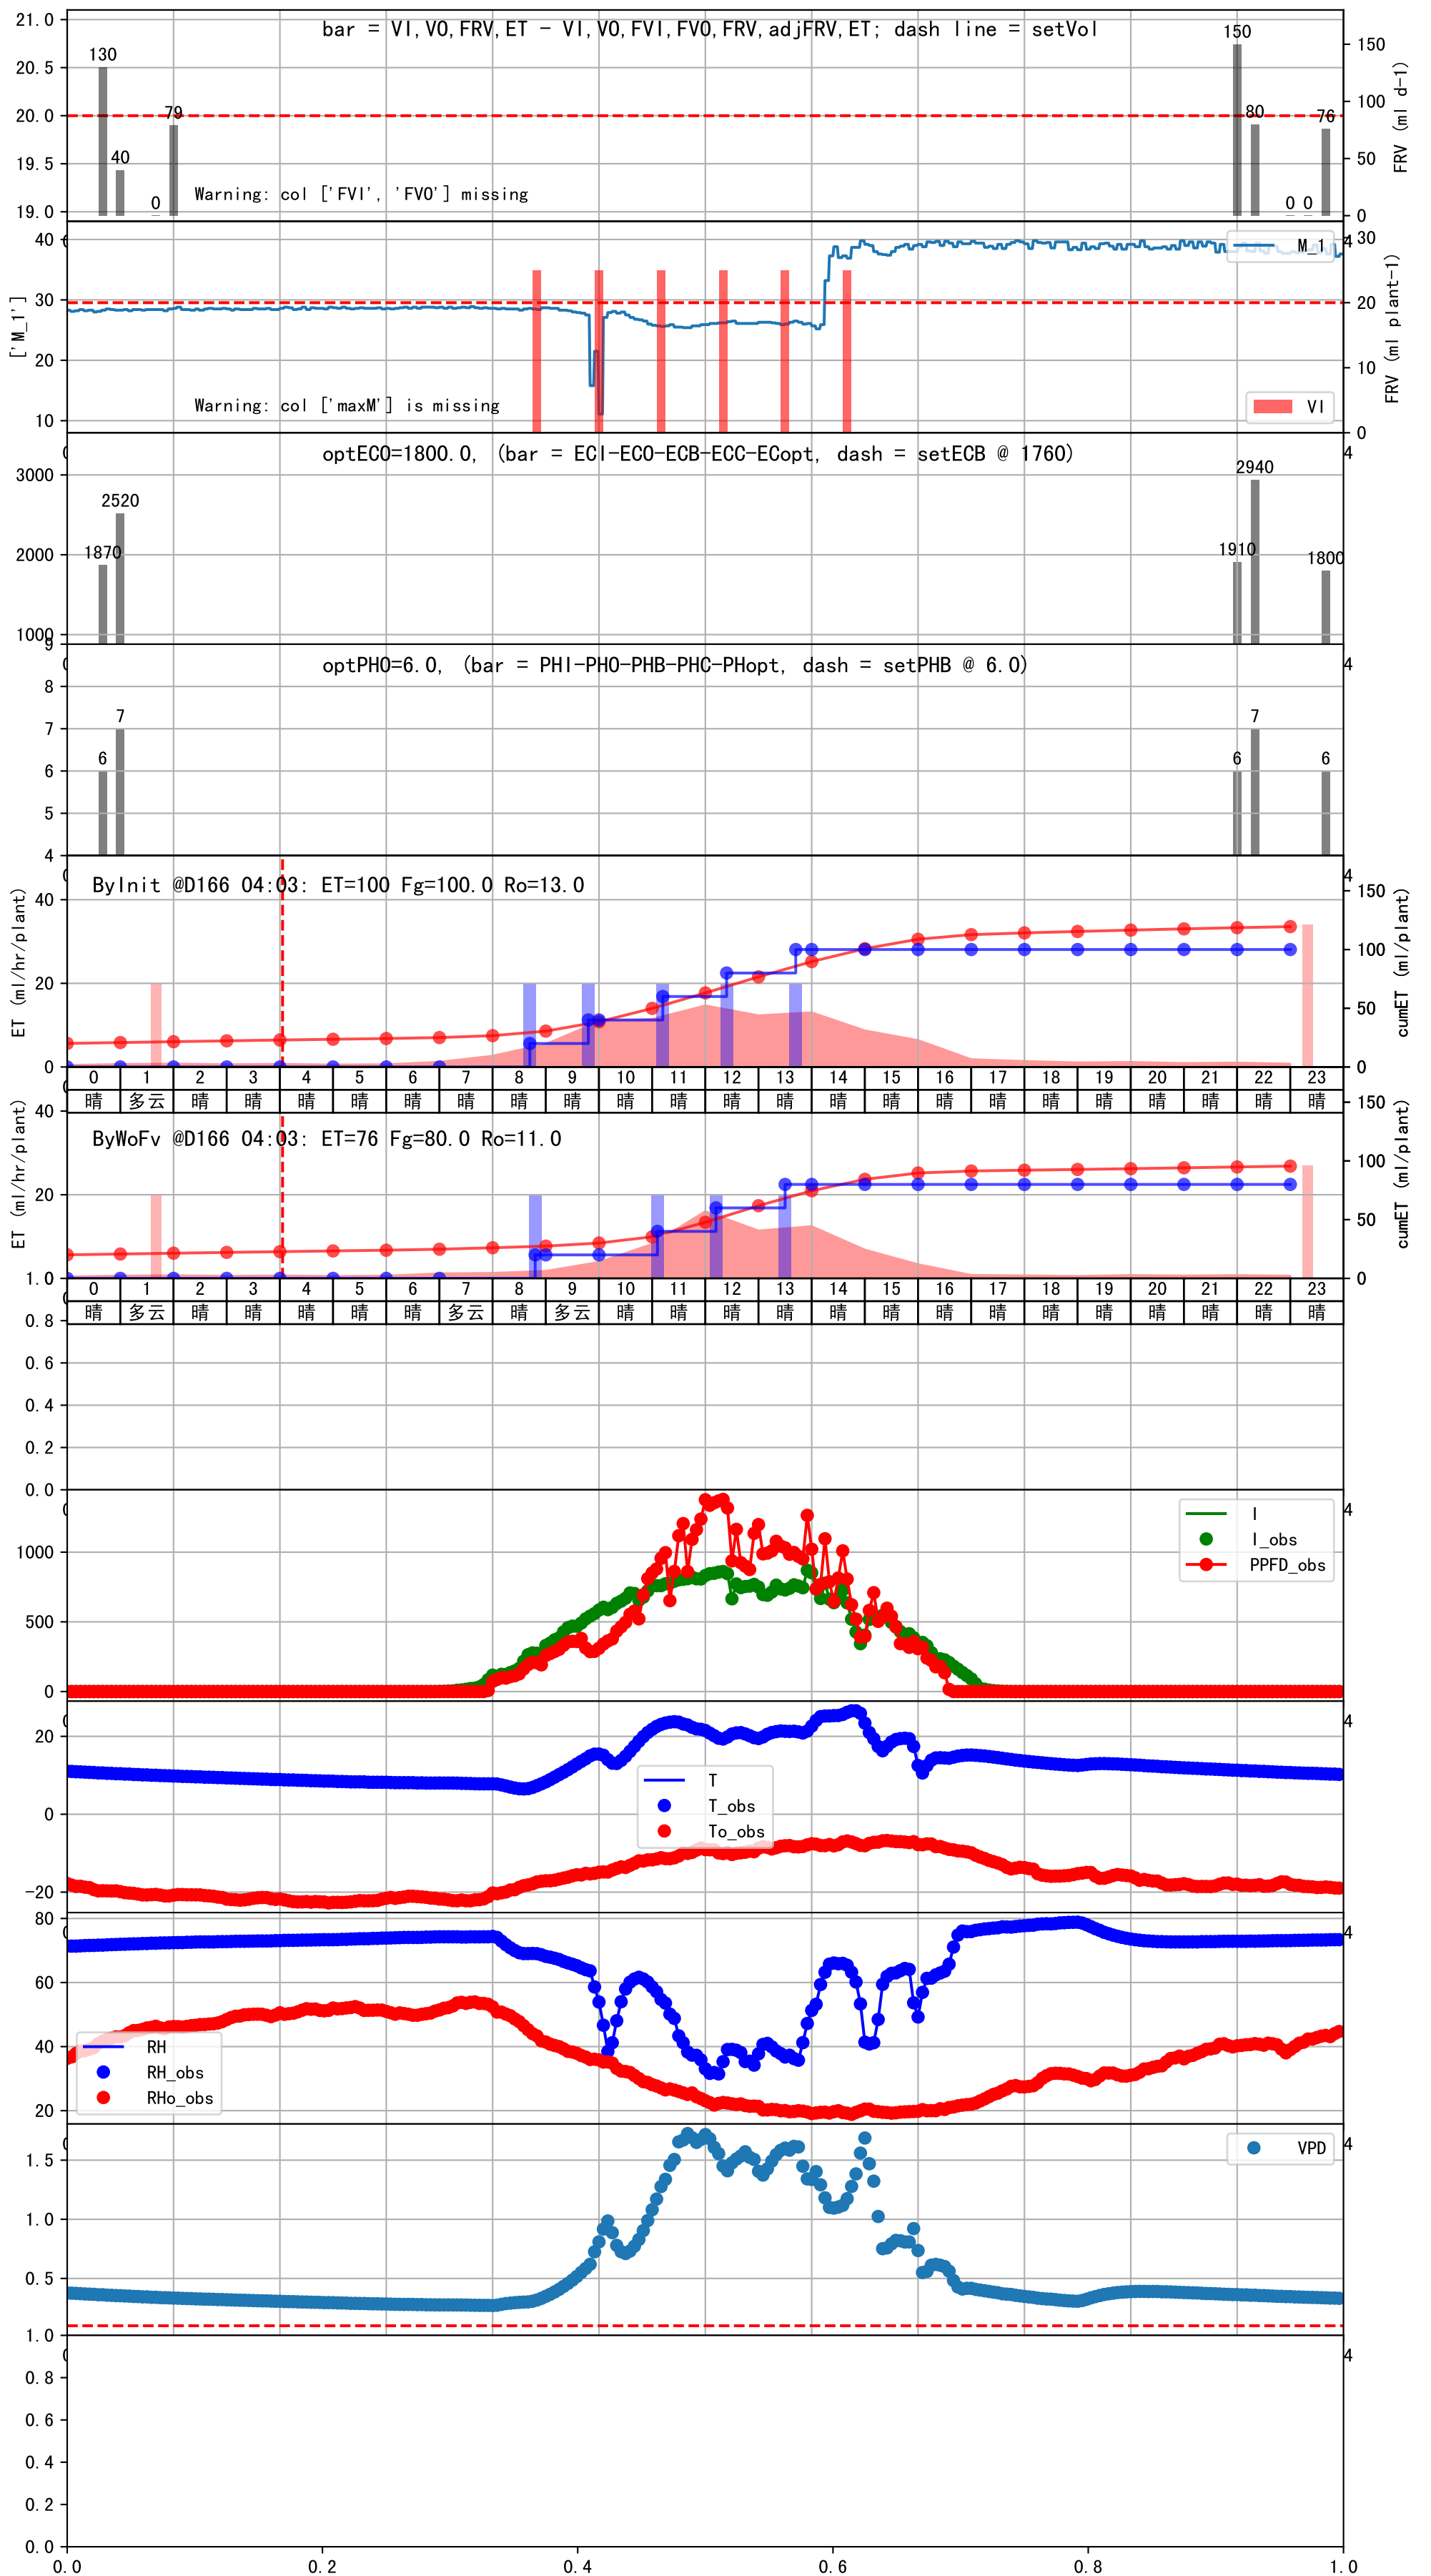 bar = VI,VO,FRV,ET - VI,VO,FVI,FVO,FRV,adjFRV,ET; dash line = setVol
21.0
20.5
20.0
19.5
19.0
150
100
50
0
FRV (ml d-1)
130
40
0
79
150
80
0
0
76
Warning: col ['FVI', 'FVO'] missing
40
30
20
10
['M_1']
30
20
10
0
FRV (ml plant-1)
M_1
VI
Warning: col ['maxM'] is missing
4
optECO=1800.0, (bar = ECI-ECO-ECB-ECC-ECopt, dash = setECB @ 1760)
3000
2000
1000
1870
2520
1910
2940
1800
4
optPHO=6.0, (bar = PHI-PHO-PHB-PHC-PHopt, dash = setPHB @ 6.0)
9
8
7
6
5
4
6
7
6
7
6
4
ByInit @D166 04:03: ET=100 Fg=100.0 Ro=13.0
ET (ml/hr/plant)
40
20
0
150
100
50
0
cumET (ml/plant)
4
0 1 2 3 4 5 6 7 8 9 10 11 12 13 14 15 16 17 18 19 20 21 22 23
晴 多云 晴 晴 晴 晴 晴 晴 晴 晴 晴 晴 晴 晴 晴 晴 晴 晴 晴 晴 晴 晴 晴 晴
ByWoFv @D166 04:03: ET=76 Fg=80.0 Ro=11.0
ET (ml/hr/plant)
40
20
150
100
50
0
cumET (ml/plant)
0 1 2 3 4 5 6 7 8 9 10 11 12 13 14 15 16 17 18 19 20 21 22 23
晴 多云 晴 晴 晴 晴 晴 多云 晴 多云 晴 晴 晴 晴 晴 晴 晴 晴 晴 晴 晴 晴 晴 晴
1.0
0.8
0.6
0.4
0.2
0.0
4
1000
500
0
I
I_obs
PPFD_obs
4
20
0
-20
T
T_obs
To_obs
4
80
60
40
20
RH
RH_obs
RHo_obs
4
1.5
1.0
0.5
VPD
4
1.0
0.8
0.6
0.4
0.2
0.0
0.0 0.2 0.4 0.6 0.8 1.0